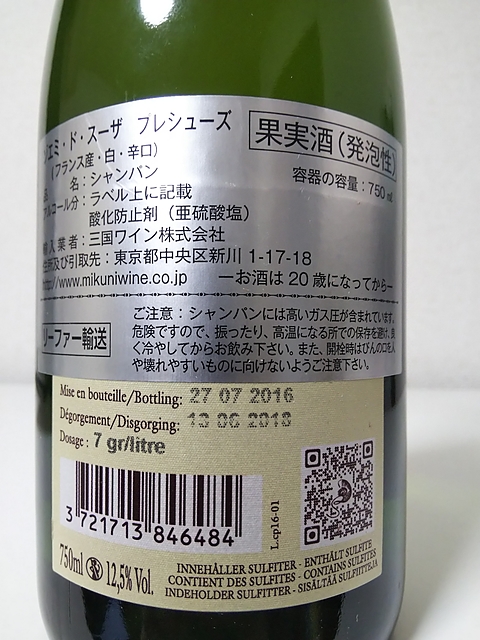 ジェミ・ド・スーザ プレシューズ
果実酒(発泡性)
(フランス産・白・辛口)
名:シャンパン
容器の容量:750ml
アルコール分:ラベル上に記載
酸化防止剤(亜硫酸塩)
輸入業者:三国ワイン株式会社
住所及び引取先:東京都中央区新川1-17-18
http://www.mikuniwine.co.jp ーお酒は20歳になってからー
リーファー輸送
ご注意:シャンパンには高いガス圧が含まれています。
危険ですので、振ったり、高温になる所での保存を避け、良
く冷やしてからお飲み下さい。また、開栓時はびんの口を人
や壊れやすいものに向けないようご注意下さい。
Mise en bouteille/Bottling: 27 07 2016
Dégorgement/Disgorging: 13 06 2018
Dosage : 7 gr/litre
3 721713 846484
L.cp16-01
750ml 12,5% Vol.
INNEHÅLLER SULFITER - ENTHÄLT SULFITE
CONTIENT DES SULFITES - CONTAINS SULFITES
INDEHOLDER SULFITTER - SISÄLTÄÄ SULFIITTEJA